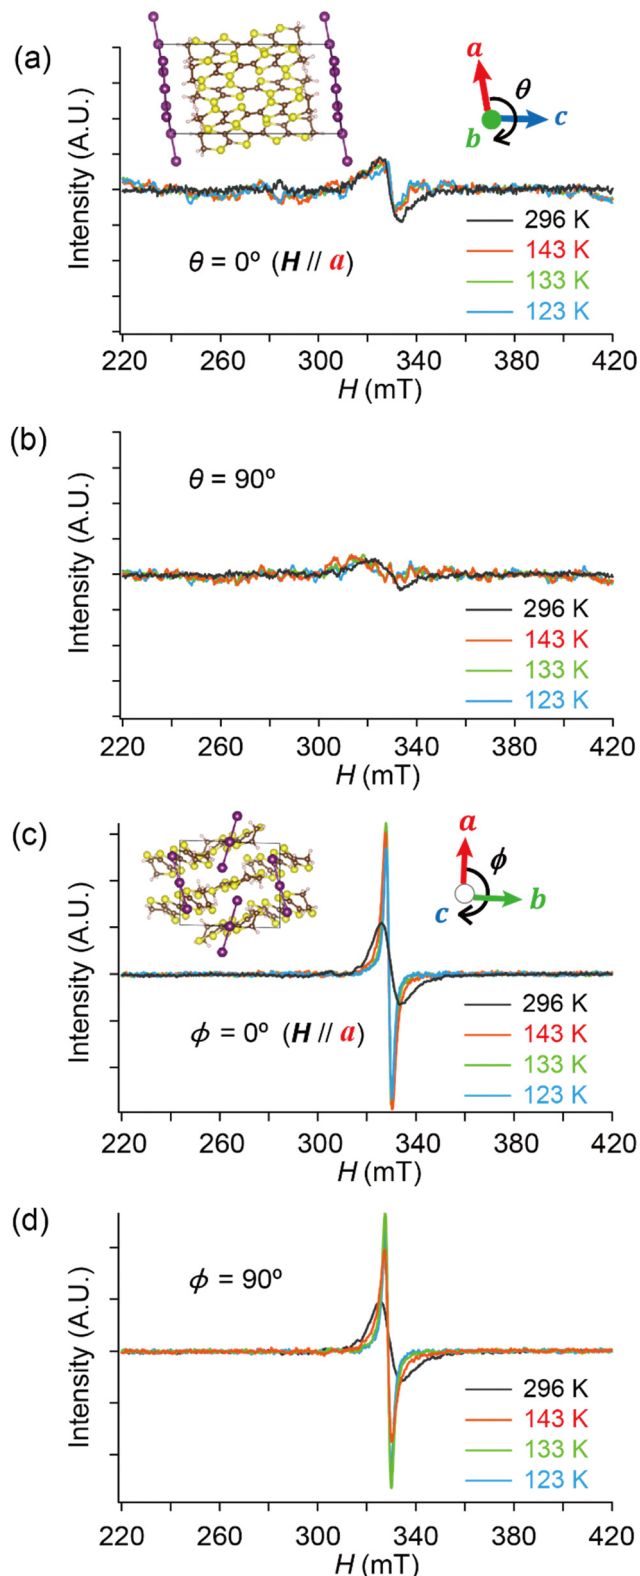 (a)
a
θ
c
b
Intensity (A.U.)
θ = 0º (H // a)
296 K
143 K
133 K
123 K
220 260 300 340 380 420
H (mT)
(b)
Intensity (A.U.)
θ = 90º
296 K
143 K
133 K
123 K
220 260 300 340 380 420
H (mT)
(c)
a
ϕ
b
c
Intensity (A.U.)
ϕ = 0º (H // a)
296 K
143 K
133 K
123 K
220 260 300 340 380 420
H (mT)
(d)
Intensity (A.U.)
ϕ = 90º
296 K
143 K
133 K
123 K
220 260 300 340 380 420
H (mT)